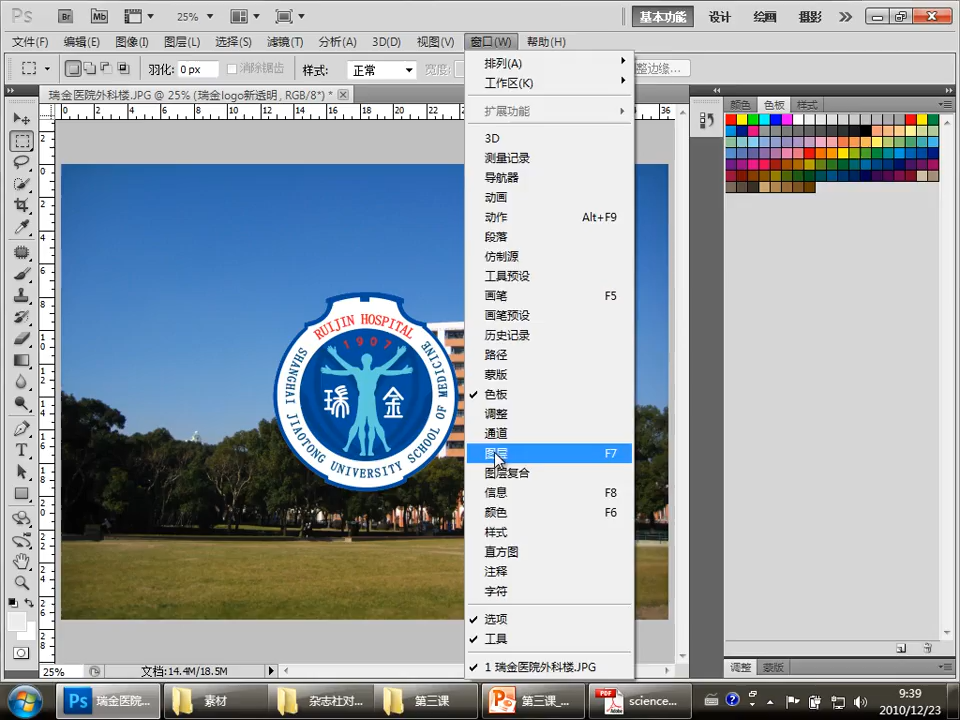 Ps
Br
Mb
25%
基本功能
设计
绘画
摄影
文件(F)
编辑(E)
图像(I)
图层(L)
选择(S)
滤镜(T)
分析(A)
3D(D)
视图(V)
窗口(W)
帮助(H)
羽化: 0 px
消除锯齿
样式: 正常
宽度:
整边缘...
瑞金医院外科楼.JPG @ 25% (瑞金logo新透明, RGB/8*) *
排列(A)
工作区(K)
扩展功能
3D
测量记录
导航器
动画
动作 Alt+F9
段落
仿制源
工具预设
画笔 F5
画笔预设
历史记录
路径
蒙版
色板
调整
通道
图层 F7
图层复合
信息 F8
颜色 F6
样式
直方图
注释
字符
选项
工具
1 瑞金医院外科楼.JPG
颜色
色板
样式
RUIJIN HOSPITAL
1907
瑞金
SHANGHAI JIAOTONG UNIVERSITY SCHOOL OF MEDICINE
25%
文档:14.4M/18.5M
调整
蒙版
瑞金医院...
素材
杂志社对...
第三课
第三课_...
science...
9:39
2010/12/23